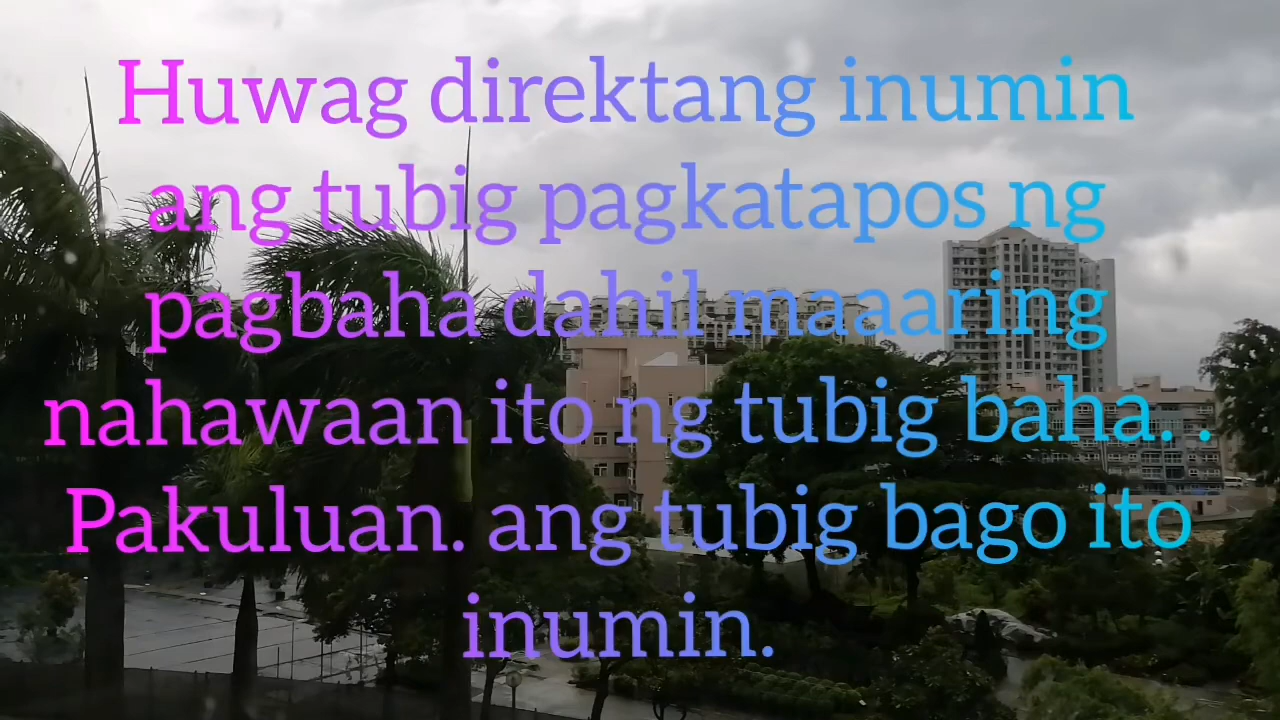 Huwag direktang inumin
ang tubig pagkatapos ng
pagbaha dahil maaaring
nahawaan ito ng tubig baha. .
Pakuluan. ang tubig bago ito
inumin.